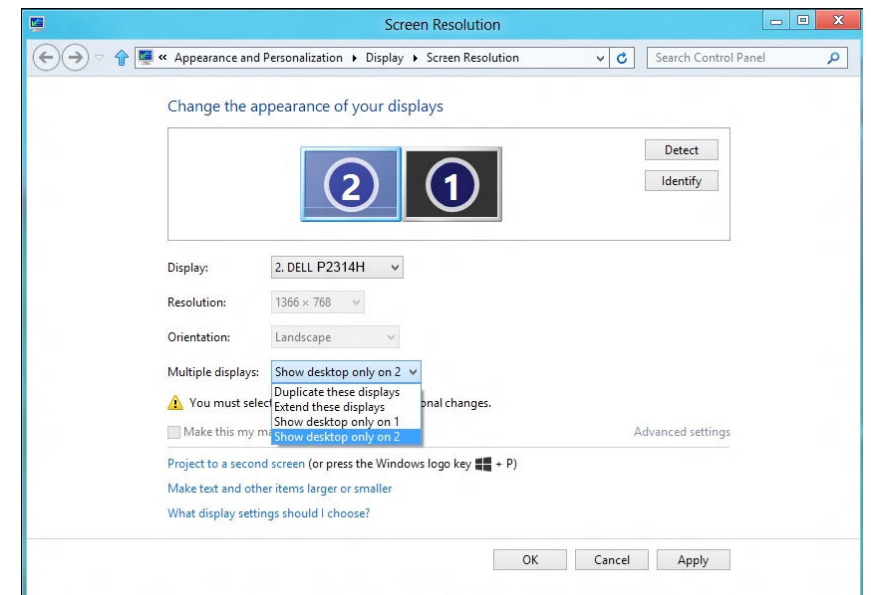 Screen Resolution
« Appearance and Personalization ▸ Display ▸ Screen Resolution
Search Control Panel
Change the appearance of your displays
2
1
Detect
Identify
Display: 2. DELL P2314H
Resolution: 1366 × 768
Orientation: Landscape
Multiple displays: Show desktop only on 2
Duplicate these displays
You must selec onal changes.
Extend these displays
Show desktop only on 1
Make this my m Advanced settings
Show desktop only on 2
Project to a second screen (or press the Windows logo key + P)
Make text and other items larger or smaller
What display settings should I choose?
OK Cancel Apply